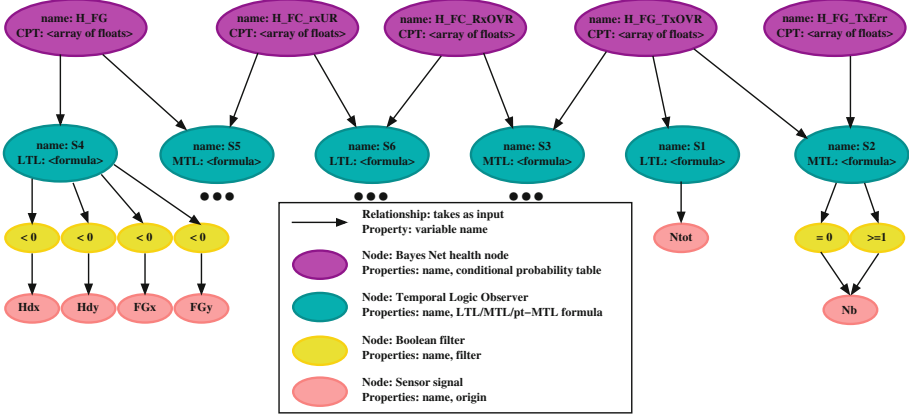 name: H_FG
CPT: <array of floats>
name: H_FC_rxUR
CPT: <array of floats>
name: H_FC_RxOVR
CPT: <array of floats>
name: H_FG_TxOVR
CPT: <array of floats>
name: H_FG_TxErr
CPT: <array of floats>
name: S4
LTL: <formula>
name: S5
MTL: <formula>
name: S6
LTL: <formula>
name: S3
MTL: <formula>
name: S1
LTL: <formula>
name: S2
MTL: <formula>
< 0
< 0
< 0
< 0
Ntot
= 0
>=1
Hdx
Hdy
FGx
FGy
Nb
Relationship: takes as input
Property: variable name
Node: Bayes Net health node
Properties: name, conditional probability table
Node: Temporal Logic Observer
Properties: name, LTL/MTL/pt−MTL formula
Node: Boolean filter
Properties: name, filter
Node: Sensor signal
Properties: name, origin